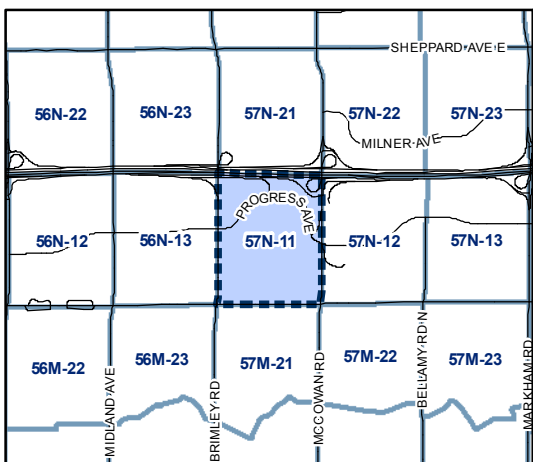 SHEPPARD AVE E
56N-22
56N-23
57N-21
57N-22
57N-23
MILNER AVE
PROGRESS AVE
56N-12
56N-13
57N-11
57N-12
57N-13
56M-22
56M-23
57M-21
57M-22
57M-23
MIDLAND AVE
BRIMLEY RD
MCCOWAN RD
BELLAMY RD N
MARKHAM RD